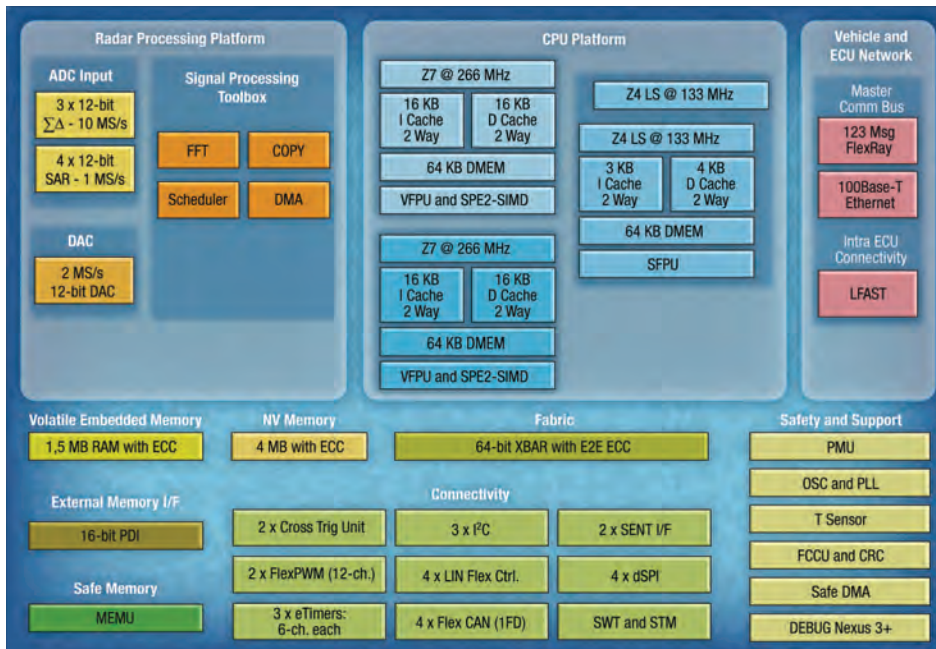 Radar Processing Platform
ADC Input
3 x 12-bit
∑Δ - 10 MS/s
4 x 12-bit
SAR - 1 MS/s
DAC
2 MS/s
12-bit DAC
Signal Processing
Toolbox
FFT
COPY
Scheduler
DMA
CPU Platform
Z7 @ 266 MHz
16 KB
I Cache
2 Way
16 KB
D Cache
2 Way
64 KB DMEM
VFPU and SPE2-SIMD
Z7 @ 266 MHz
16 KB
I Cache
2 Way
16 KB
D Cache
2 Way
64 KB DMEM
VFPU and SPE2-SIMD
Z4 LS @ 133 MHz
Z4 LS @ 133 MHz
3 KB
I Cache
2 Way
4 KB
D Cache
2 Way
64 KB DMEM
SFPU
Vehicle and
ECU Network
Master
Comm Bus
123 Msg
FlexRay
100Base-T
Ethernet
Intra ECU
Connectivity
LFAST
Volatile Embedded Memory
1,5 MB RAM with ECC
NV Memory
4 MB with ECC
Fabric
64-bit XBAR with E2E ECC
External Memory I/F
16-bit PDI
Safe Memory
MEMU
Connectivity
2 x Cross Trig Unit
3 x I²C
2 x SENT I/F
2 x FlexPWM (12-ch.)
4 x LIN Flex Ctrl.
4 x dSPI
3 x eTimers:
6-ch. each
4 x Flex CAN (1FD)
SWT and STM
Safety and Support
PMU
OSC and PLL
T Sensor
FCCU and CRC
Safe DMA
DEBUG Nexus 3+